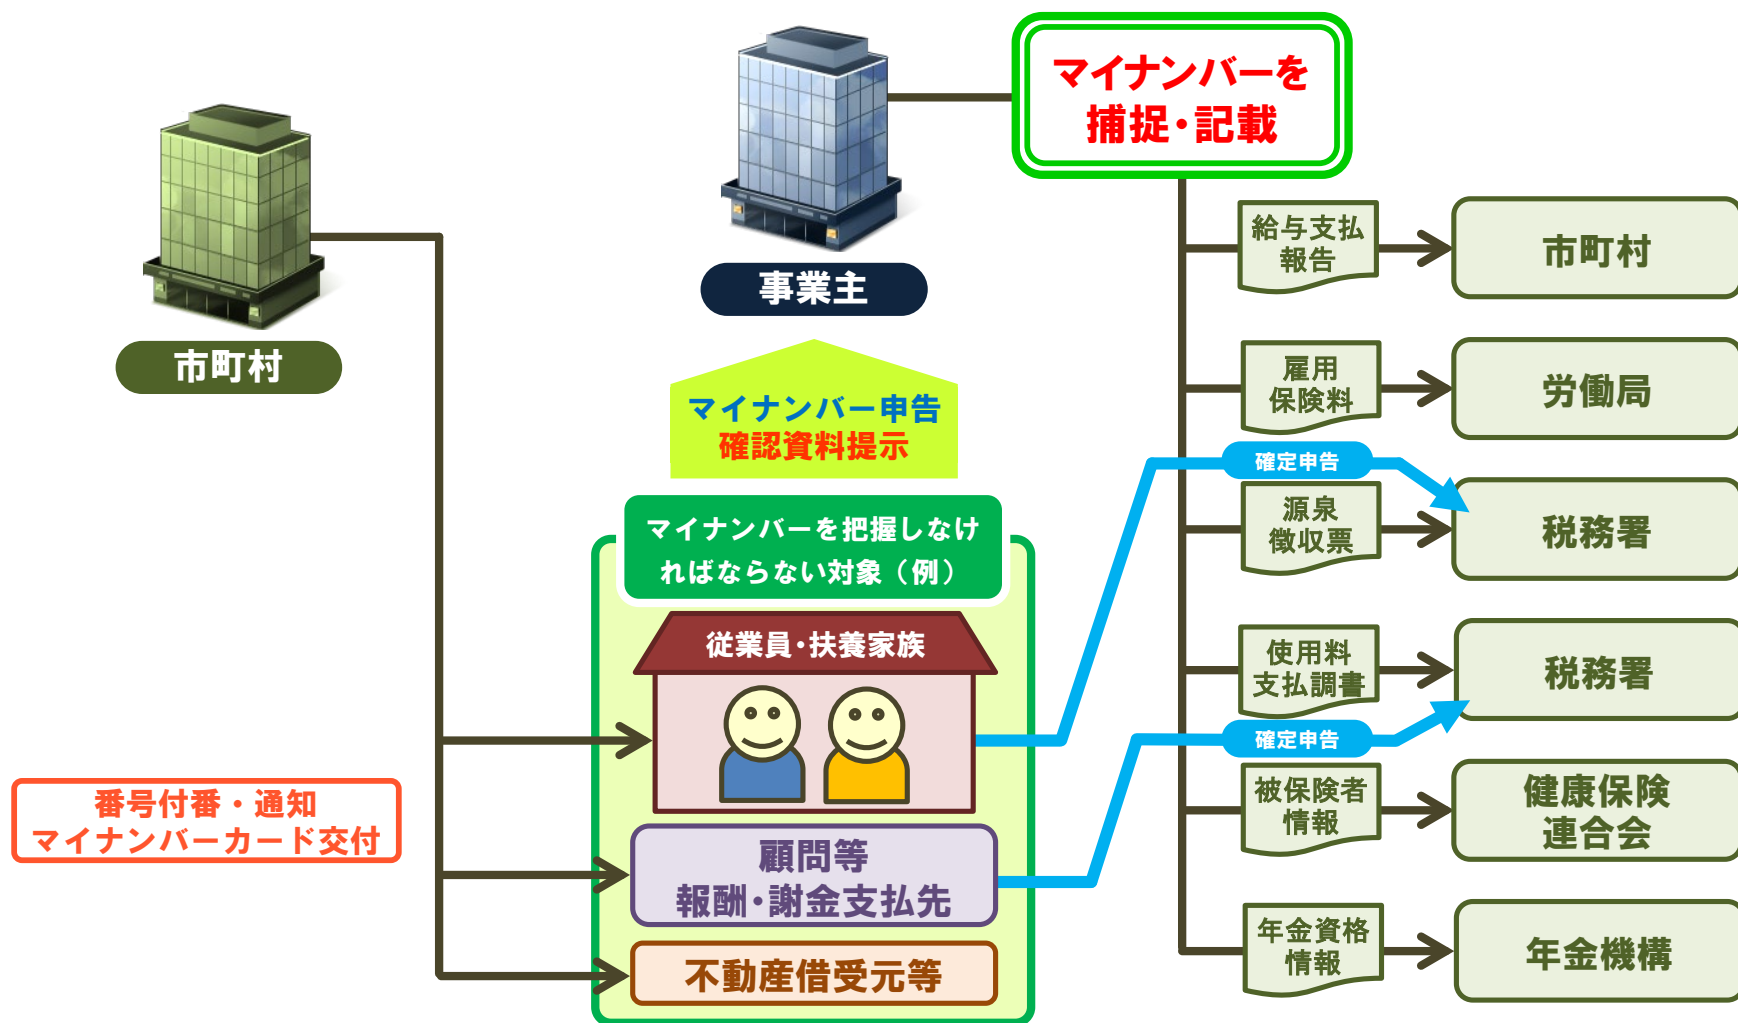 マイナンバーを
捕捉・記載
市町村
事業主
マイナンバー申告
確認資料提示
マイナンバーを把握しなけ
ればならない対象（例）
従業員・扶養家族
顧問等
報酬・謝金支払先
不動産借受元等
番号付番・通知
マイナンバーカード交付
給与支払
報告
市町村
雇用
保険料
労働局
確定申告
源泉
徴収票
税務署
使用料
支払調書
税務署
確定申告
被保険者
情報
健康保険
連合会
年金資格
情報
年金機構